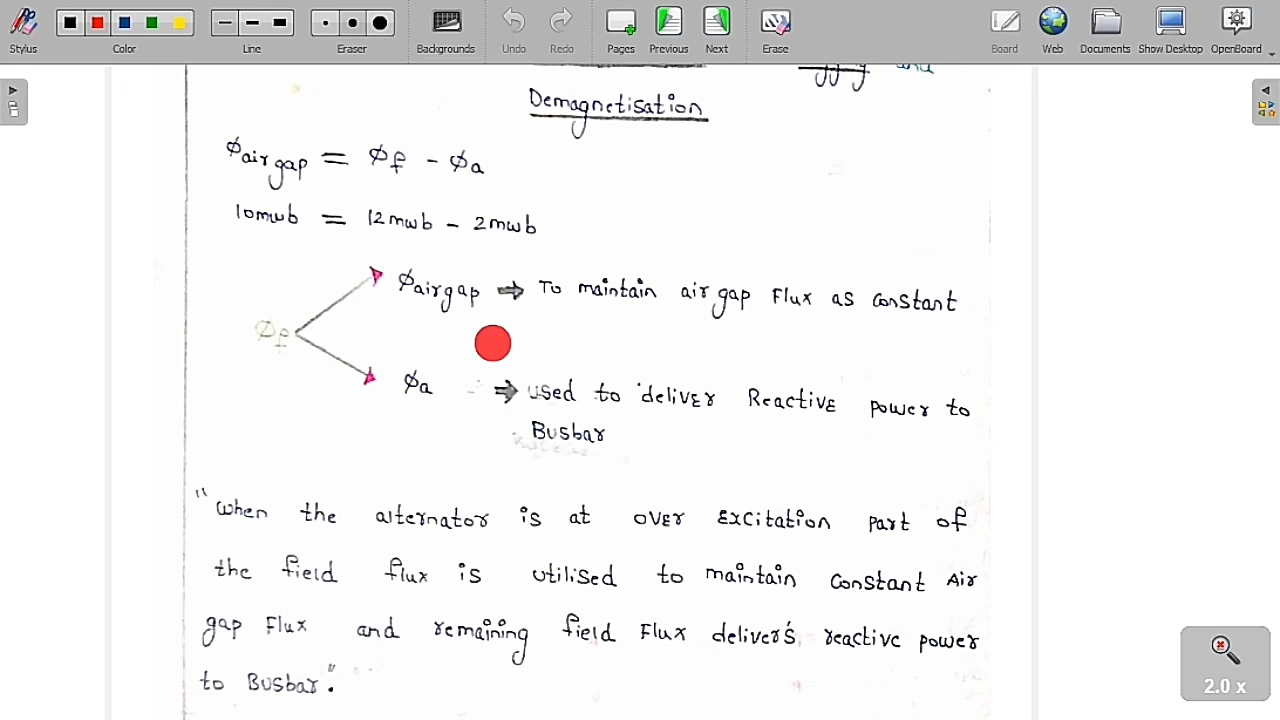 Stylus Color Line Eraser Backgrounds Undo Redo Pages Previous Next Erase Board Web Documents Show Desktop OpenBoard
and
Demagnetisation
Φair gap = Φf - Φa
10mwb = 12mwb - 2mwb
Φairgap ⇒ To maintain air gap Flux as constant
Φf
Φa ⇒ used to deliver Reactive power to
Busbar
"when the alternator is at over Excitation part of
the field flux is utilised to maintain constant Air
gap Flux and remaining field Flux deliver's reactive power
to Busbar."
2.0 x